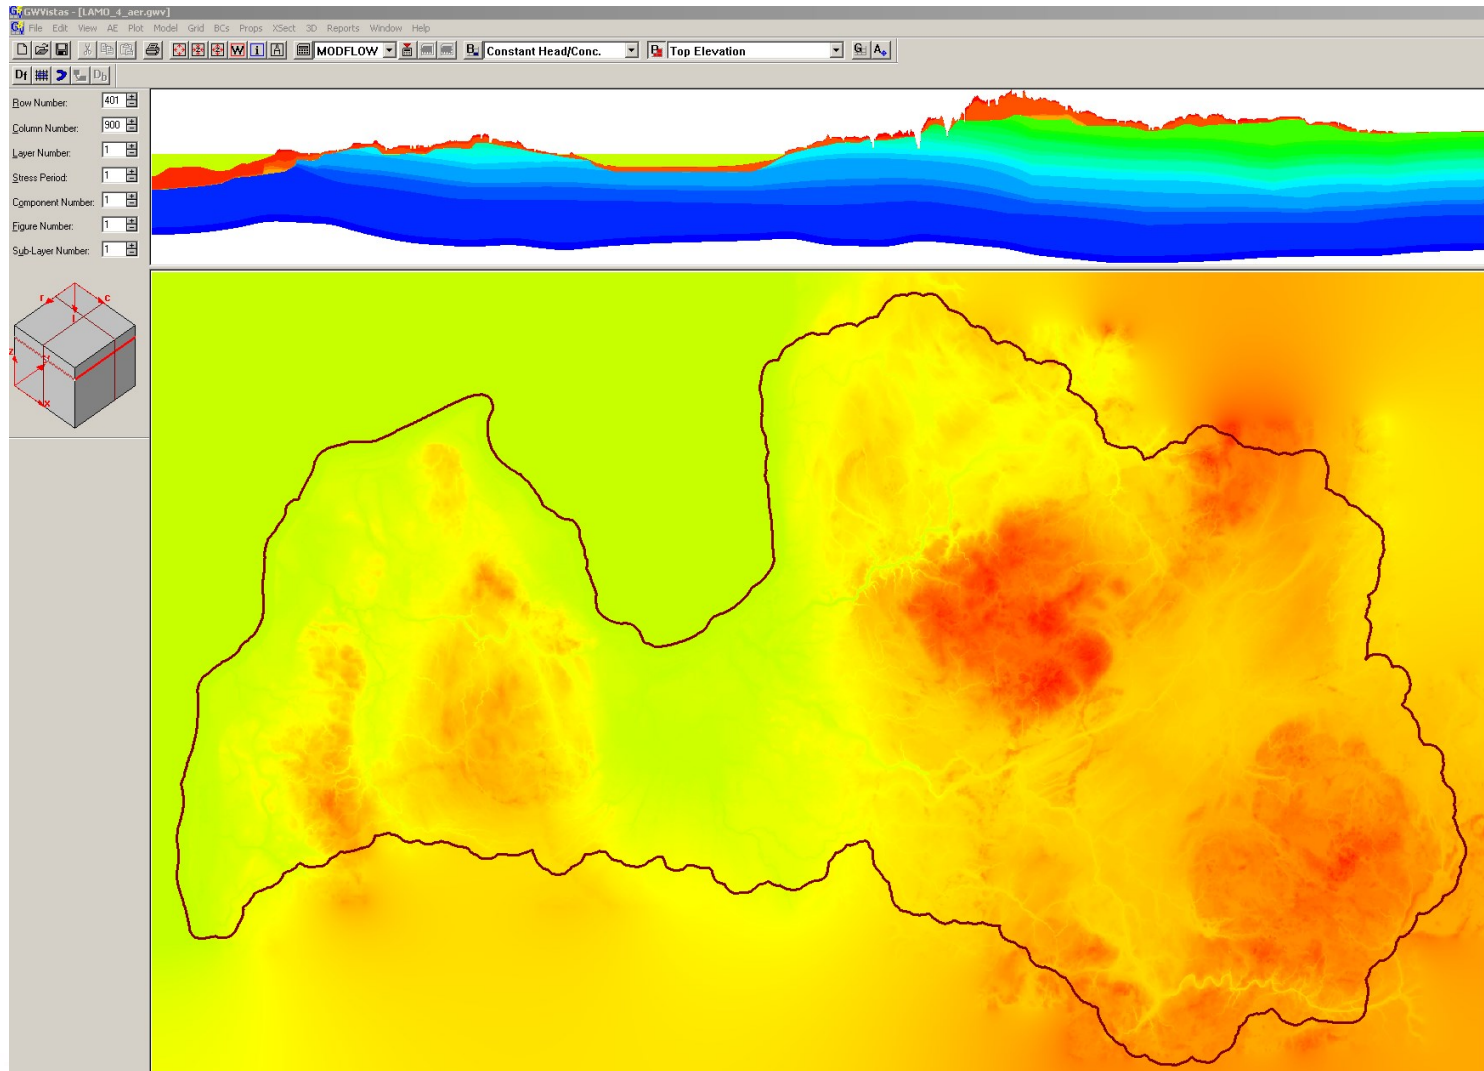 GWVistas - [LAMO_4_aer.gwv]
File Edit View AE Plot Model Grid BCs Props XSect 3D Reports Window Help
W i A MODFLOW B Constant Head/Conc. P Top Elevation G A
Df Db
Row Number: 401
Column Number: 900
Layer Number: 1
Stress Period: 1
Component Number: 1
Figure Number: 1
Sub-Layer Number: 1
r c
l
z y
x